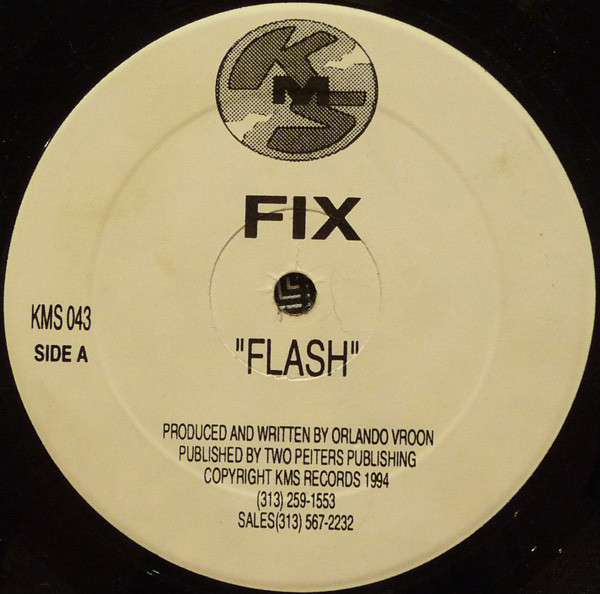 KMS
FIX
KMS 043
SIDE A
"FLASH"
PRODUCED AND WRITTEN BY ORLANDO VROON
PUBLISHED BY TWO PEITERS PUBLISHING
COPYRIGHT KMS RECORDS 1994
(313) 259-1553
SALES(313) 567-2232